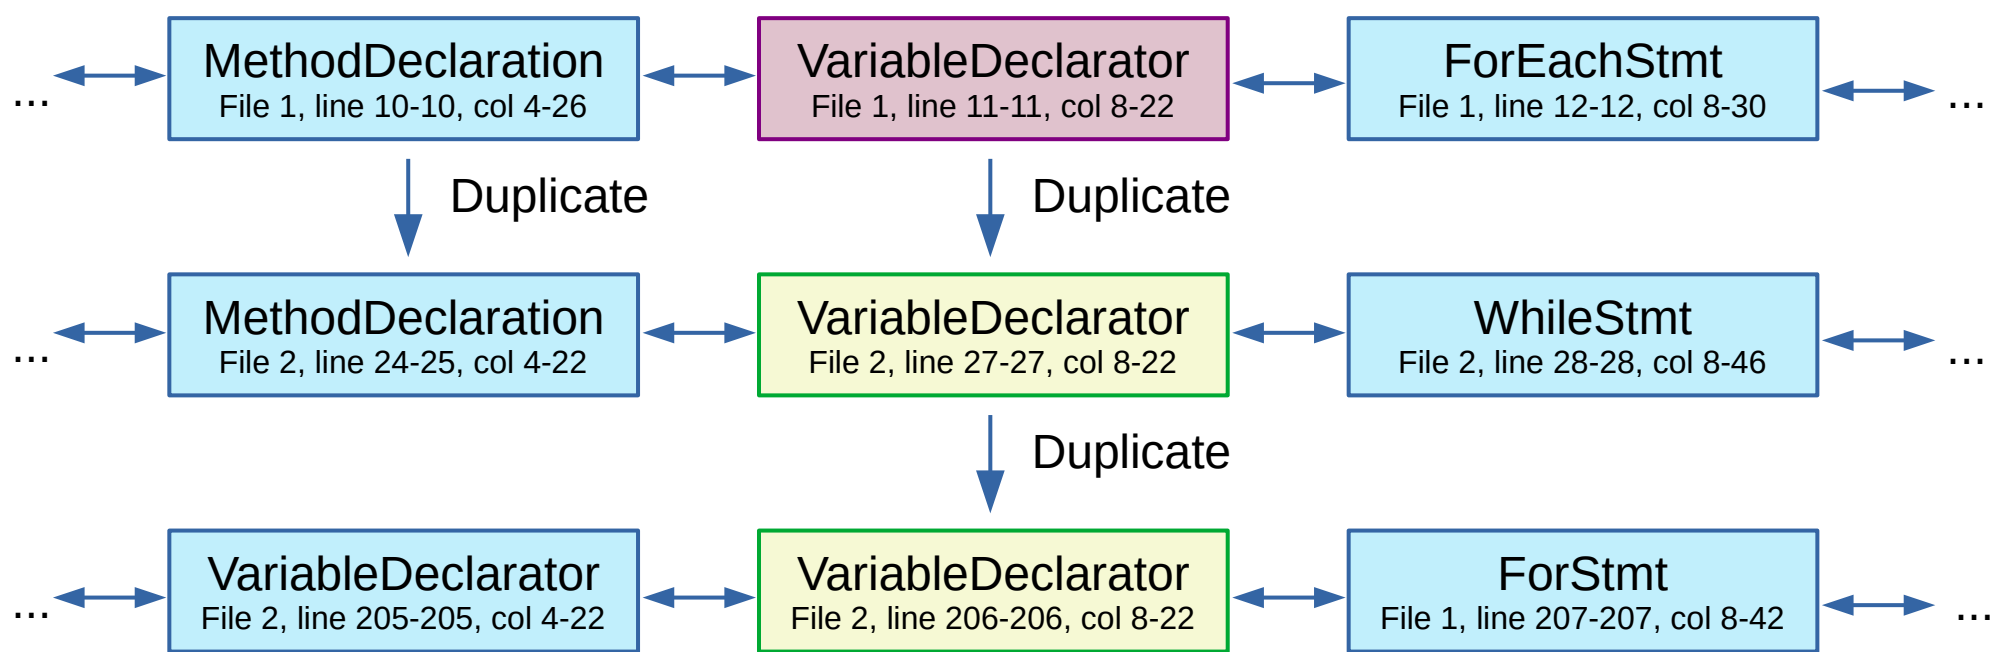 MethodDeclaration
File 1, line 10-10, col 4-26
VariableDeclarator
File 1, line 11-11, col 8-22
ForEachStmt
File 1, line 12-12, col 8-30
...
...
Duplicate
Duplicate
MethodDeclaration
File 2, line 24-25, col 4-22
VariableDeclarator
File 2, line 27-27, col 8-22
WhileStmt
File 2, line 28-28, col 8-46
...
...
Duplicate
VariableDeclarator
File 2, line 205-205, col 4-22
VariableDeclarator
File 2, line 206-206, col 8-22
ForStmt
File 1, line 207-207, col 8-42
...
...